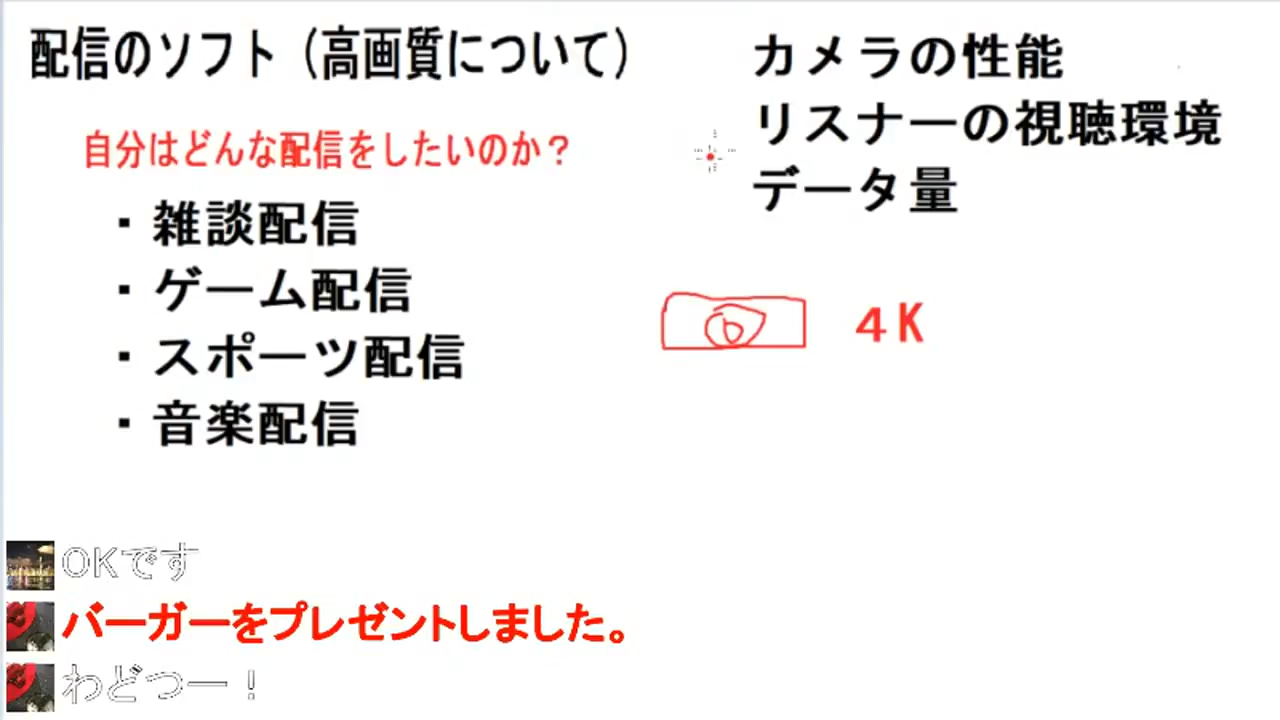 配信のソフト（高画質について）
自分はどんな配信をしたいのか？
・雑談配信
・ゲーム配信
・スポーツ配信
・音楽配信
カメラの性能
リスナーの視聴環境
データ量
４K
OKです
バーガーをプレゼントしました。
わどつー！